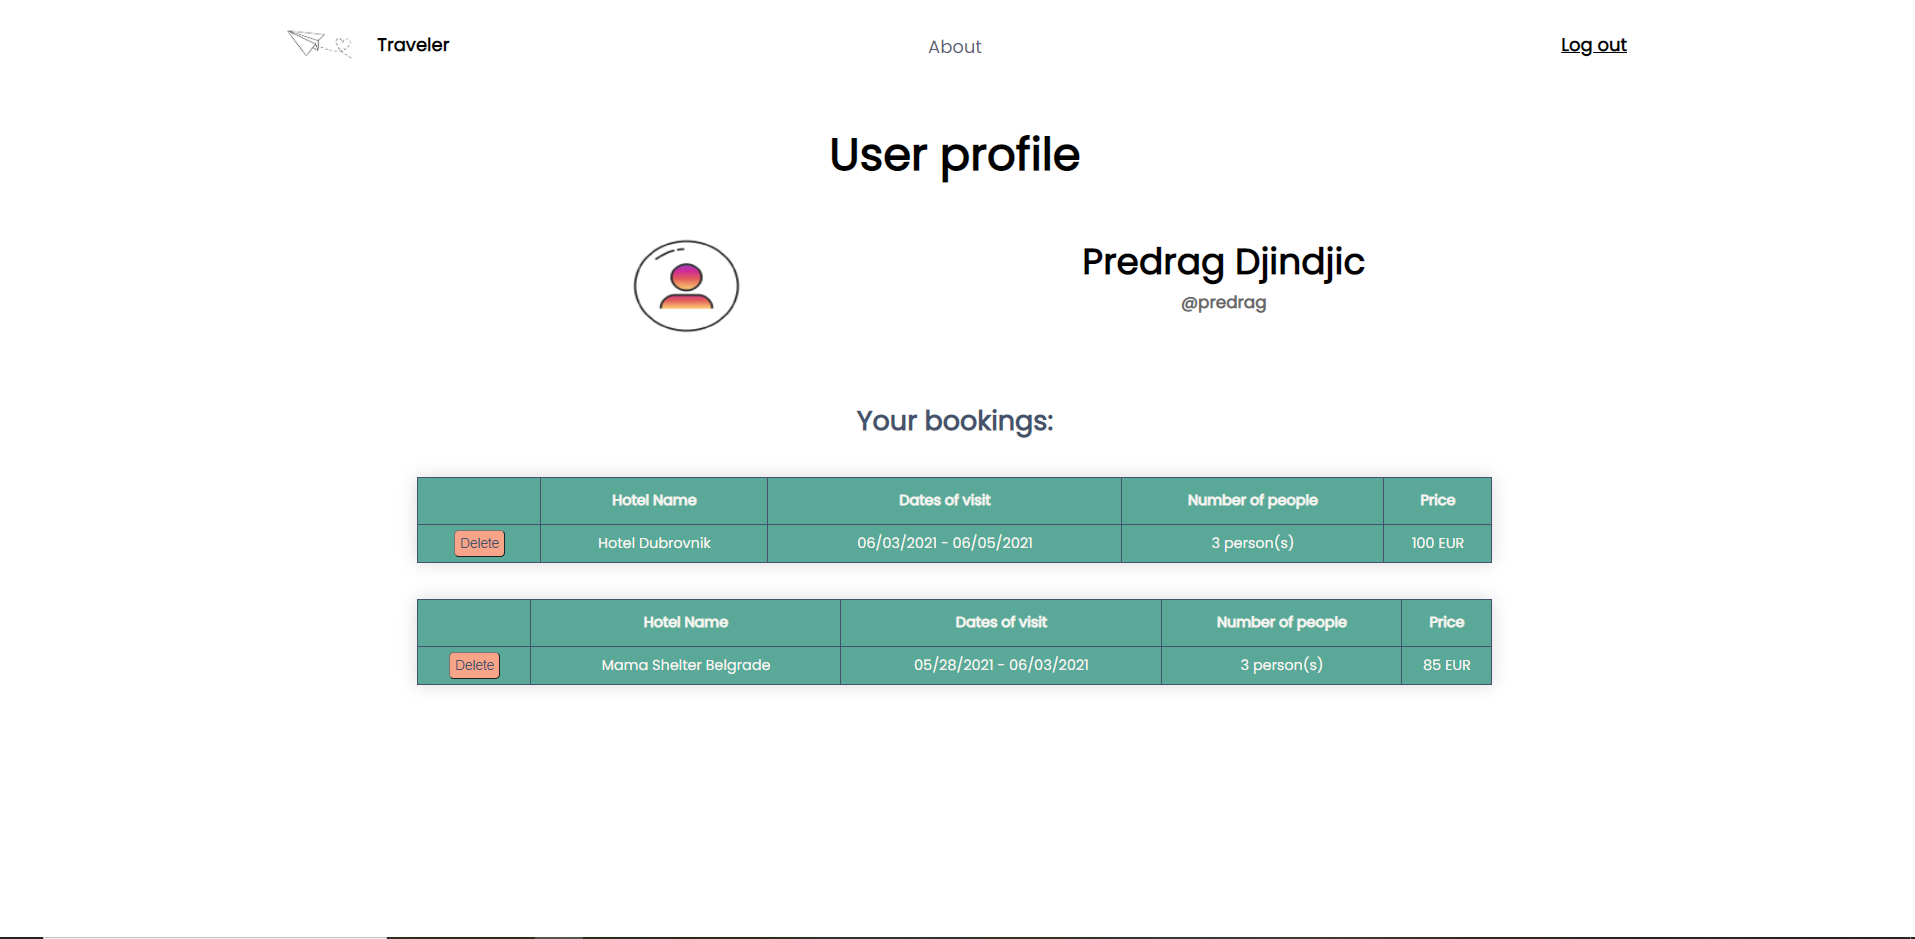 Traveler About Log out
User profile
Predrag Djindjic
@predrag
Your bookings:
Hotel Name Dates of visit Number of people Price
Delete Hotel Dubrovnik 06/03/2021 - 06/05/2021 3 person(s) 100 EUR
Hotel Name Dates of visit Number of people Price
Delete Mama Shelter Belgrade 05/28/2021 - 06/03/2021 3 person(s) 85 EUR